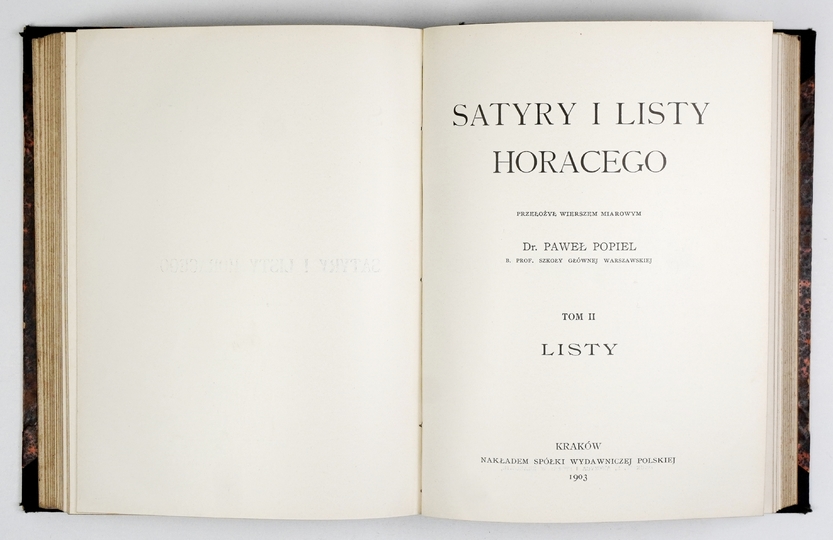 SATYRY I LISTY
HORACEGO
PRZEŁOŻYŁ WIERSZEM MIAROWYM
Dr. PAWEŁ POPIEL
B. PROF. SZKOŁY GŁÓWNEJ WARSZAWSKIEJ
TOM II
LISTY
KRAKÓW
NAKŁADEM SPÓŁKI WYDAWNICZEJ POLSKIEJ
1903